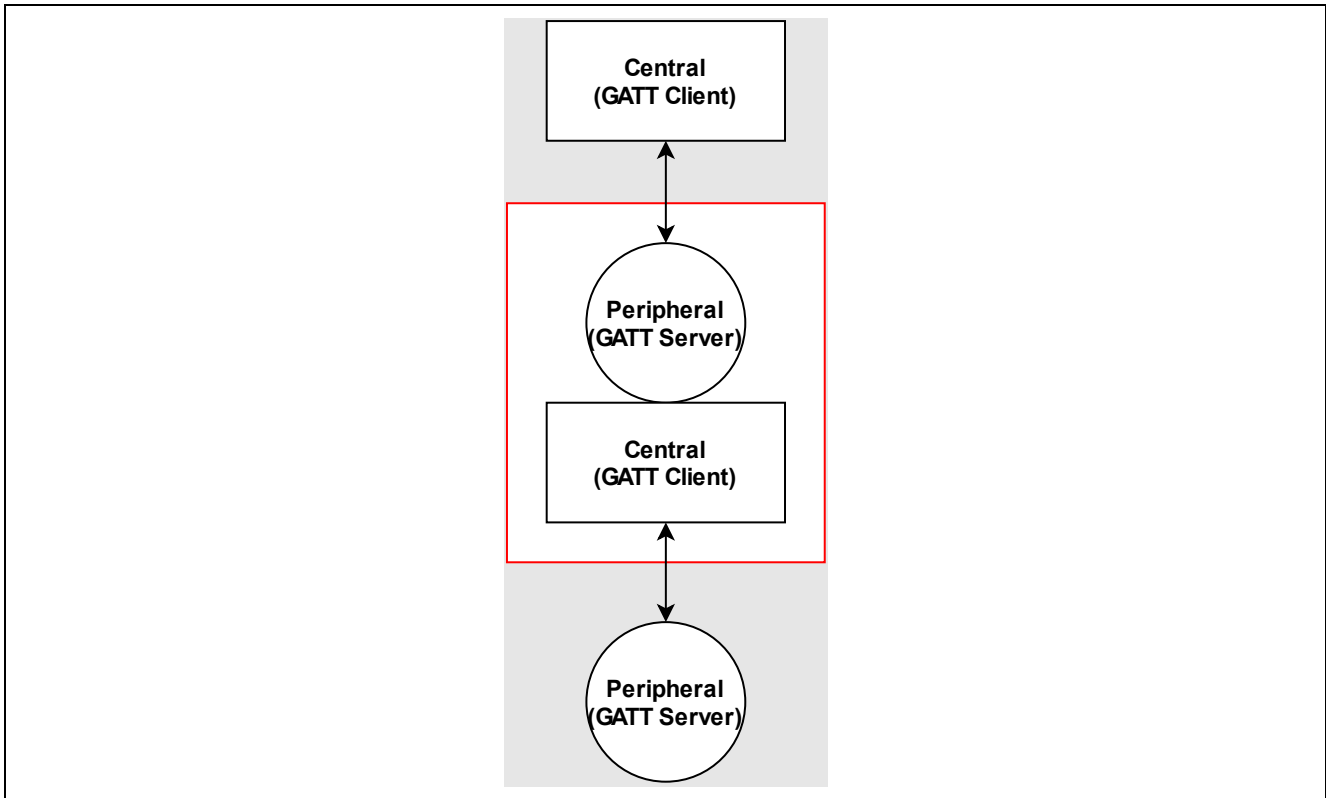 Central
(GATT Client)
Peripheral
(GATT Server)
Central
(GATT Client)
Peripheral
(GATT Server)